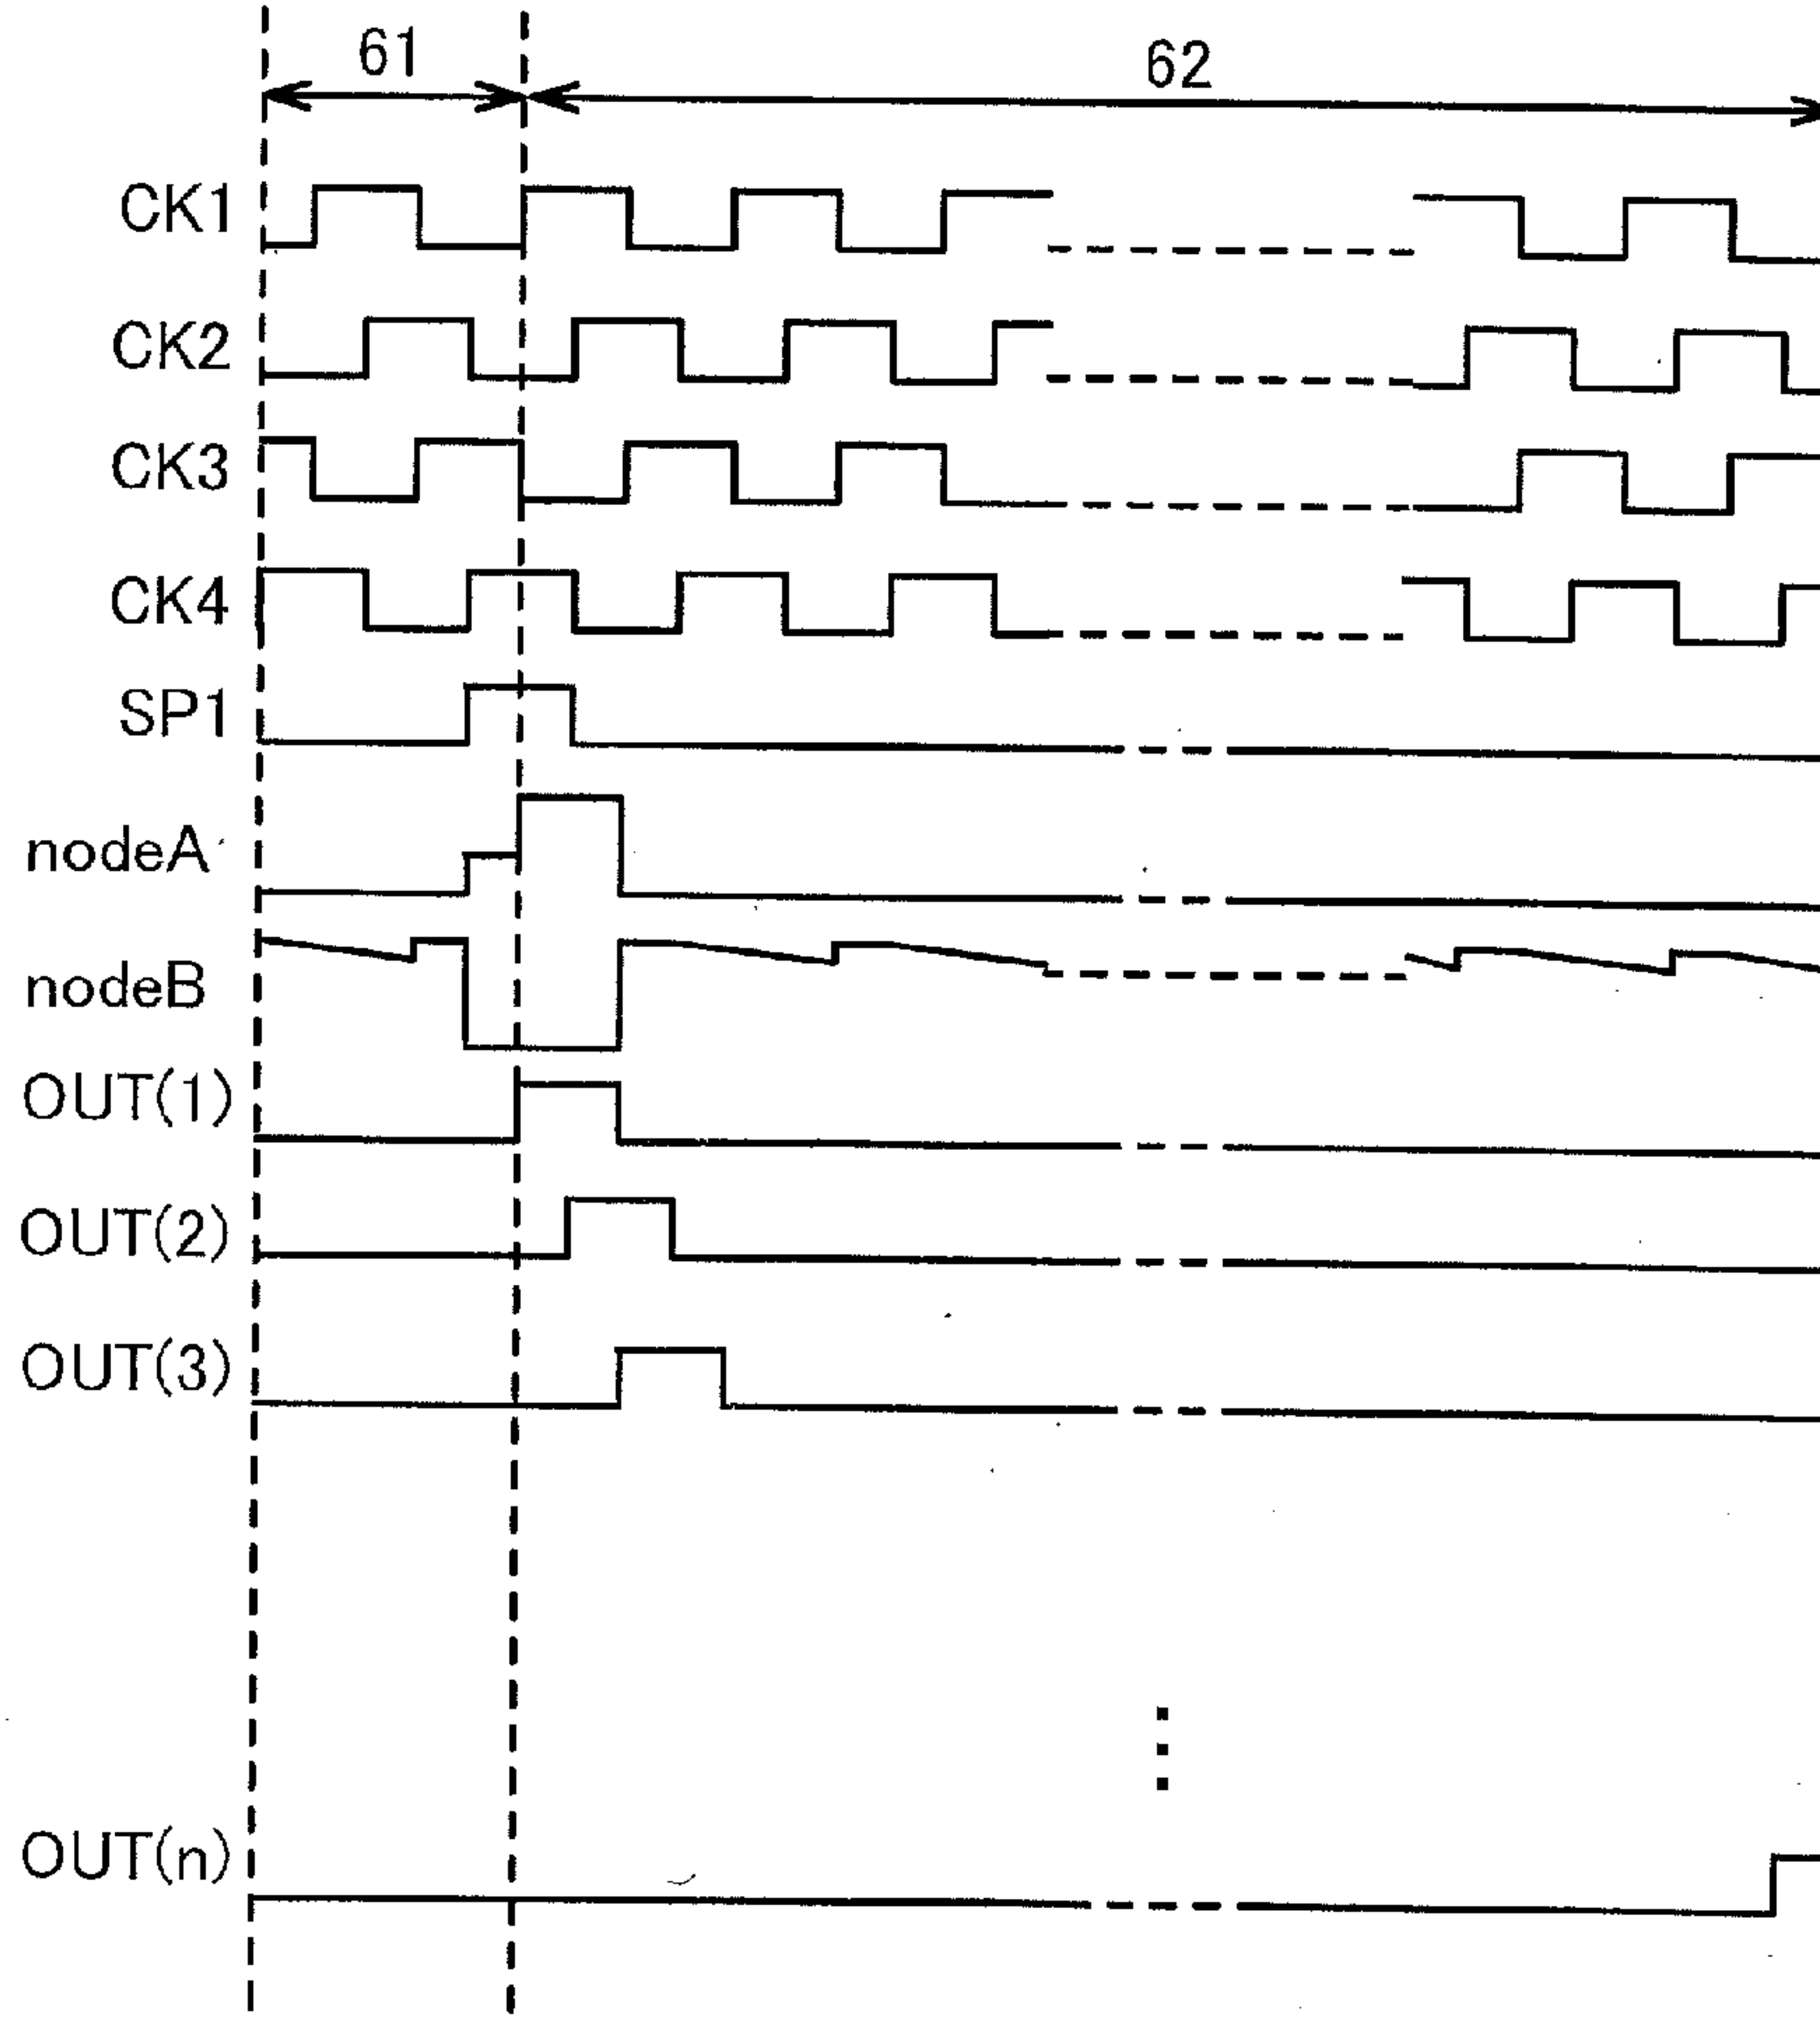 61
62
CK1
CK2
CK3
CK4
SP1
nodeA
nodeB
OUT(1)
OUT(2)
OUT(3)
OUT(n)